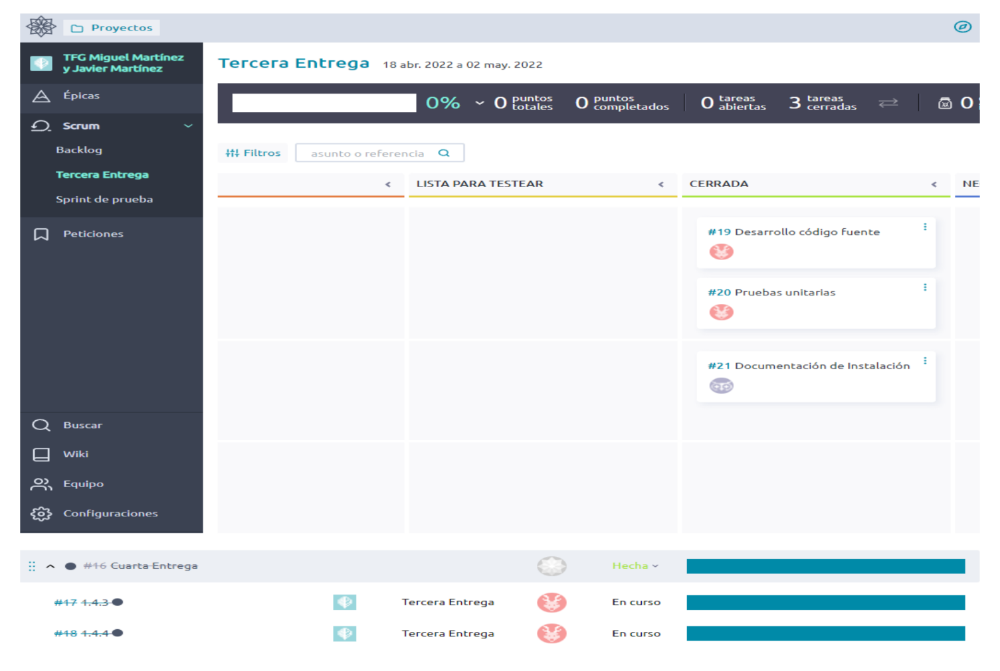 Proyectos
TFG Miguel Martínez
y Javier Martínez
Épicas
Scrum
Backlog
Tercera Entrega
Sprint de prueba
Peticiones
Buscar
Wiki
Equipo
Configuraciones
Tercera Entrega 18 abr. 2022 a 02 may. 2022
0% 0 puntos totales 0 puntos completados 0 tareas abiertas 3 tareas cerradas 0
Filtros asunto o referencia
LISTA PARA TESTEAR CERRADA NE
#19 Desarrollo código fuente
#20 Pruebas unitarias
#21 Documentación de Instalación
#16 Cuarta Entrega Hecha
#17 1.4.3 Tercera Entrega En curso
#18 1.4.4 Tercera Entrega En curso